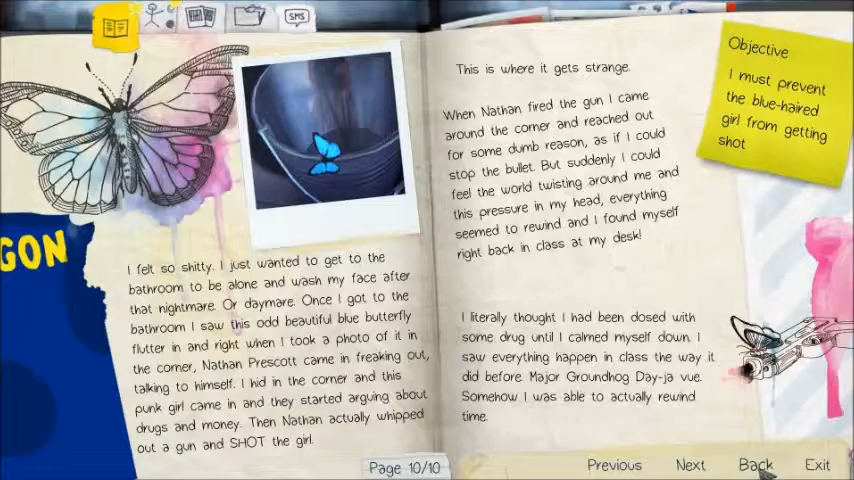 SMS
GON
I felt so shitty. I just wanted to get to the
bathroom to be alone and wash my face after
that nightmare. Or daymare. Once I got to the
bathroom I saw this odd beautiful blue butterfly
flutter in and right when I took a photo of it in
the corner, Nathan Prescott came in freaking out,
talking to himself. I hid in the corner and this
punk girl came in and they started arguing about
drugs and money. Then Nathan actually whipped
out a gun and SHOT the girl.
This is where it gets strange.
When Nathan fired the gun I came
around the corner and reached out
for some dumb reason, as if I could
stop the bullet. But suddenly I could
feel the world twisting around me and
this pressure in my head, everything
seemed to rewind and I found myself
right back in class at my desk!
I literally thought I had been dosed with
some drug until I calmed myself down. I
saw everything happen in class the way it
did before. Major Groundhog Day-ja vue.
Somehow I was able to actually rewind
time.
Objective
I must prevent
the blue-haired
girl from getting
shot
Page 10/10
Previous Next Back Exit